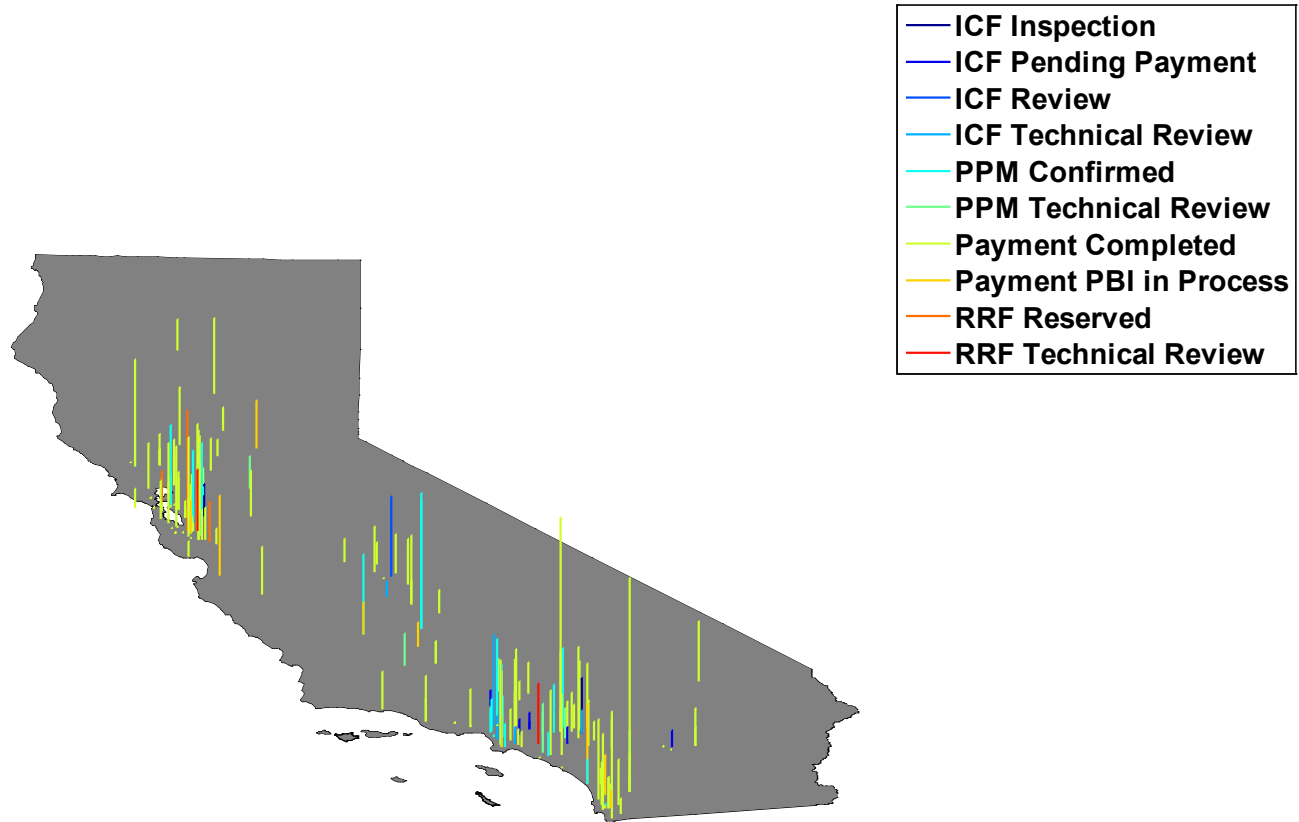 ICF Inspection
ICF Pending Payment
ICF Review
ICF Technical Review
PPM Confirmed
PPM Technical Review
Payment Completed
Payment PBI in Process
RRF Reserved
RRF Technical Review